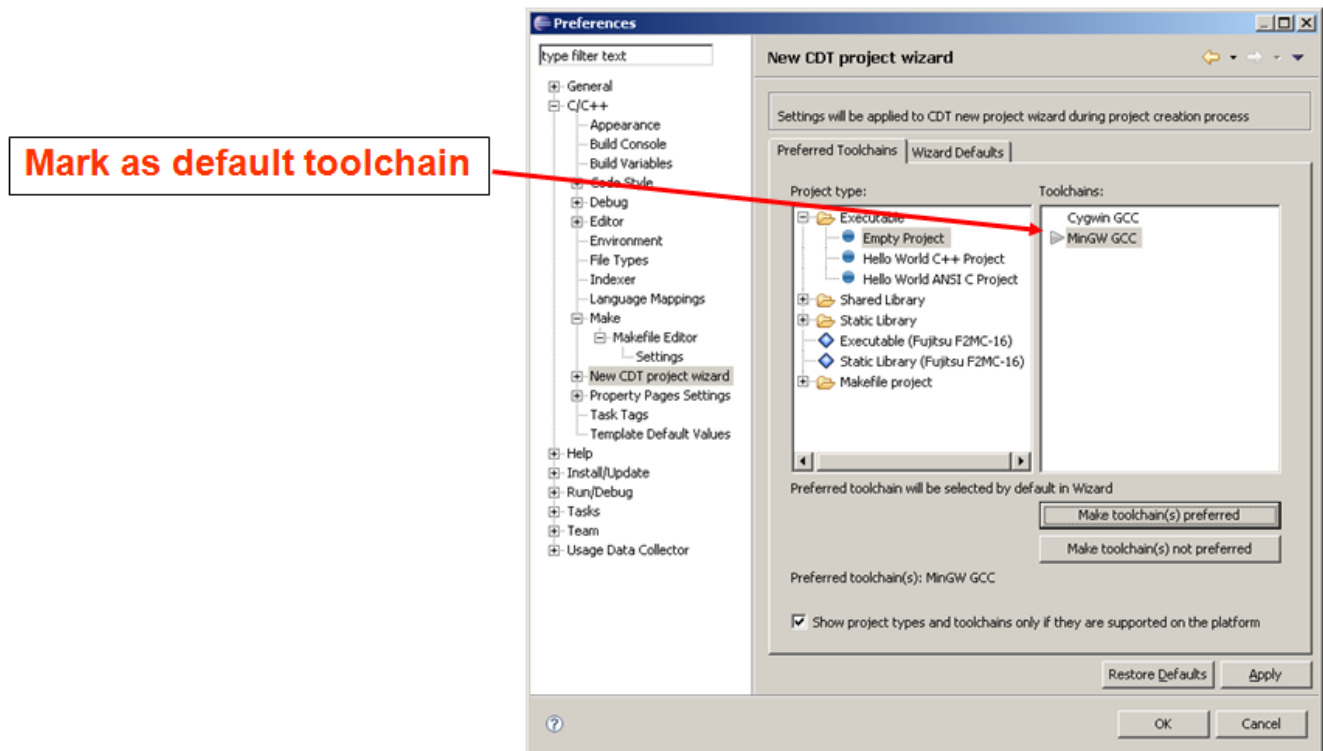 Mark as default toolchain
Preferences
type filter text
General
C/C++
Appearance
Build Console
Build Variables
Code Style
Debug
Editor
Environment
File Types
Indexer
Language Mappings
Make
Makefile Editor
Settings
New CDT project wizard
Property Pages Settings
Task Tags
Template Default Values
Help
Install/Update
Run/Debug
Tasks
Team
Usage Data Collector
New CDT project wizard
Settings will be applied to CDT new project wizard during project creation process
Preferred Toolchains Wizard Defaults
Project type:
Executable
Empty Project
Hello World C++ Project
Hello World ANSI C Project
Shared Library
Static Library
Executable (Fujitsu F2MC-16)
Static Library (Fujitsu F2MC-16)
Makefile project
Toolchains:
Cygwin GCC
MinGW GCC
Preferred toolchain will be selected by default in Wizard
Make toolchain(s) preferred
Make toolchain(s) not preferred
Preferred toolchain(s): MinGW GCC
Show project types and toolchains only if they are supported on the platform
Restore Defaults Apply
OK Cancel